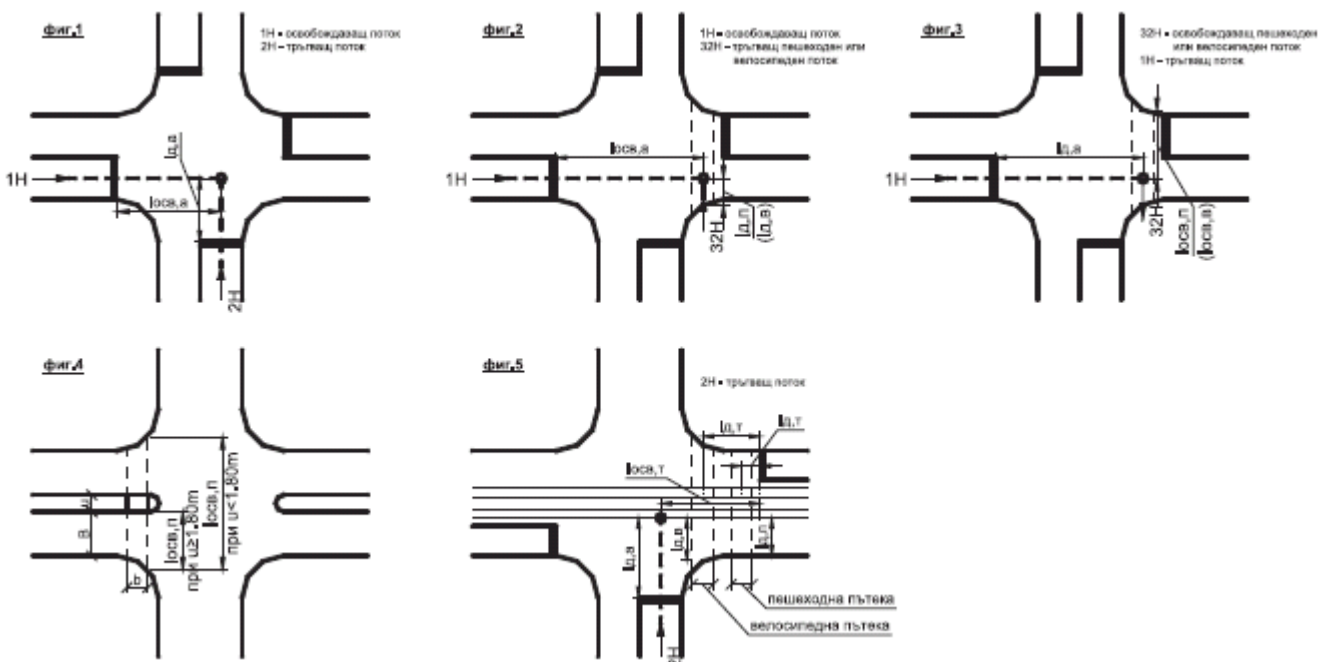 фиг.1
1Н - освобождаващ поток
2Н - тръгващ поток
lд,а
1Н
lосв,а
2Н
фиг.2
1Н - освобождаващ поток
32Н - тръгващ пешеходен или
велосипеден поток
lосв,а
1Н
32Н
lд,п
(lд,в)
фиг.3
32Н - освобождаващ пешеходен
или велосипеден поток
1Н - тръгващ поток
lд,а
1Н
32Н
lосв,п
(lосв,в)
фиг.4
u
B
b
lосв,п
при u≥1.80m
lосв,п
при u<1.80m
фиг.5
2Н - тръгващ поток
lд,т
lд,т
lосв,т
lд,а
lд,в
lд,п
пешеходна пътека
велосипедна пътека
2Н